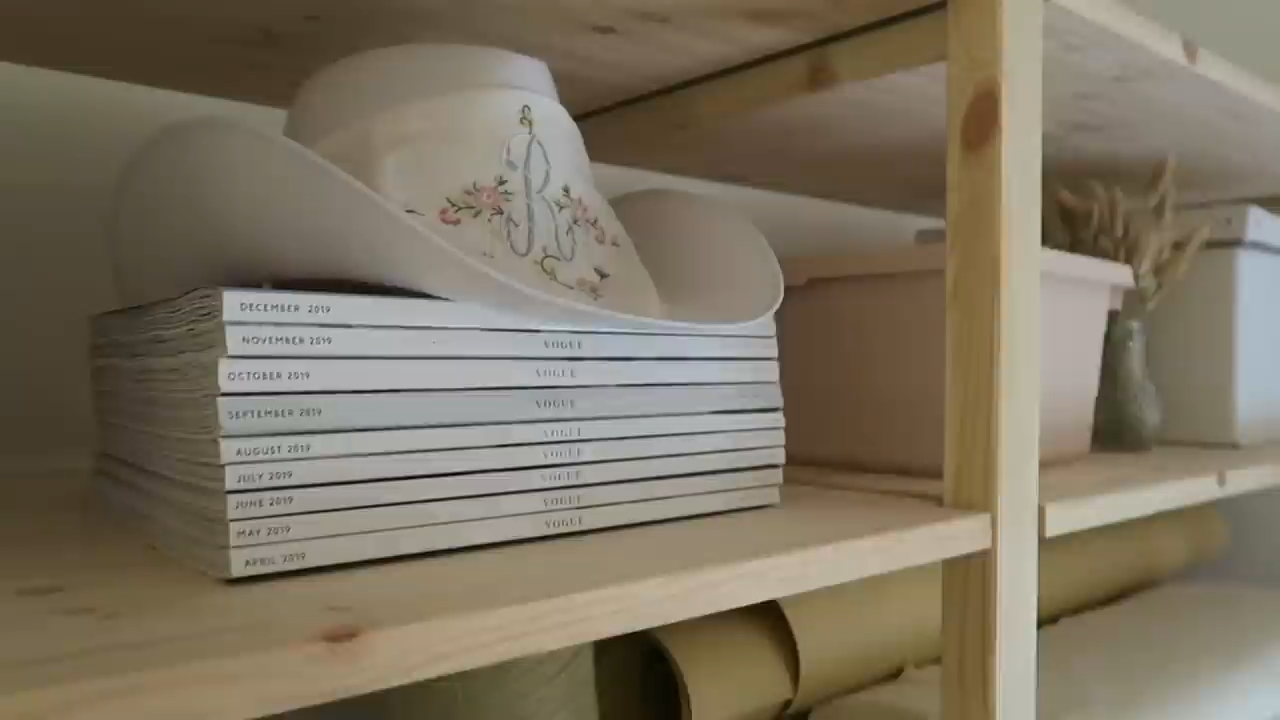 R
DECEMBER 2019
NOVEMBER 2019 VOGUE
OCTOBER 2019 VOGUE
SEPTEMBER 2019 VOGUE
AUGUST 2019 VOGUE
JULY 2019 VOGUE
JUNE 2019 VOGUE
MAY 2019 VOGUE
APRIL 2019 VOGUE